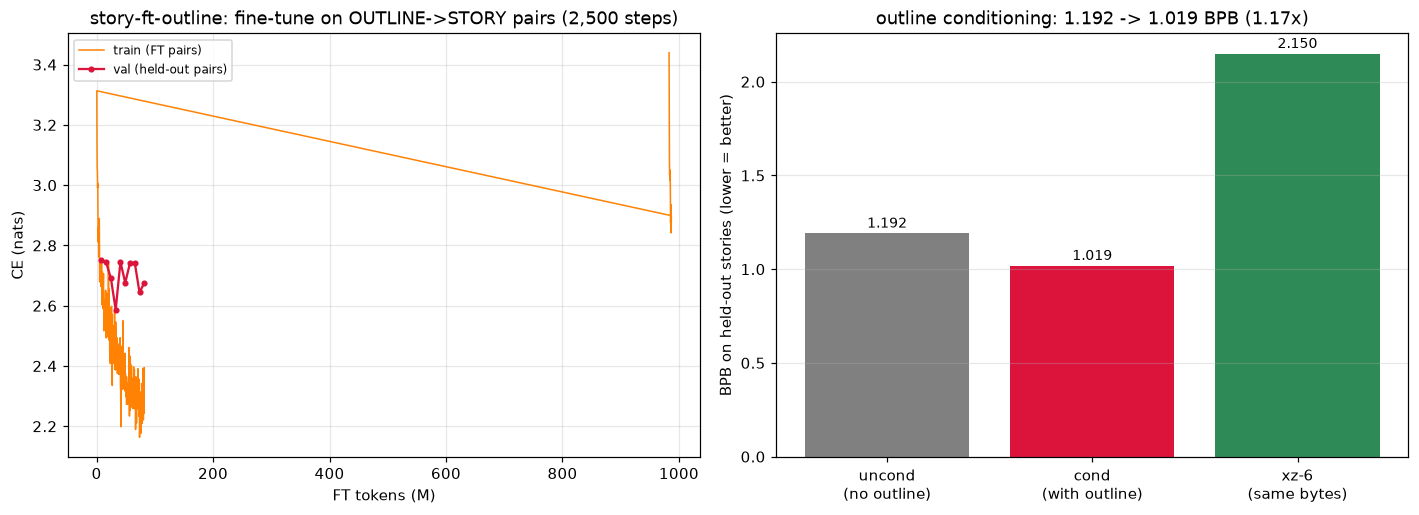 story-ft-outline: fine-tune on OUTLINE->STORY pairs (2,500 steps)
train (FT pairs)
val (held-out pairs)
CE (nats)
3.4
3.2
3.0
2.8
2.6
2.4
2.2
0
200
400
600
800
1000
FT tokens (M)
outline conditioning: 1.192 -> 1.019 BPB (1.17x)
BPB on held-out stories (lower = better)
2.0
1.5
1.0
0.5
0.0
1.192
1.019
2.150
uncond
(no outline)
cond
(with outline)
xz-6
(same bytes)